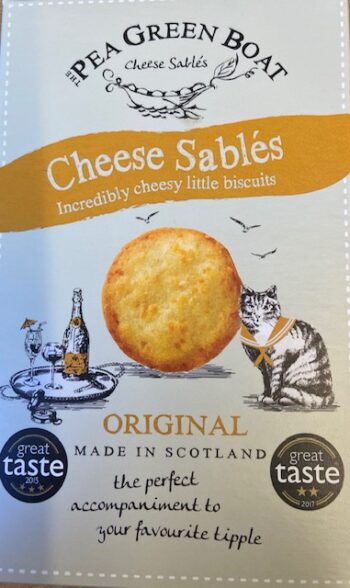 THE PEA GREEN BOAT
Cheese Sablés
Cheese Sablés
Incredibly cheesy little biscuits
ORIGINAL
MADE IN SCOTLAND
great
taste
2015
great
taste
2017
the perfect
accompaniment to
your favourite tipple